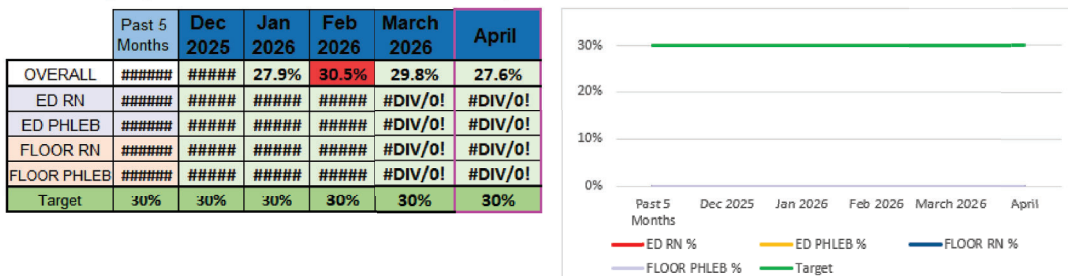 Past 5 Months Dec 2025 Jan 2026 Feb 2026 March 2026 April
OVERALL ###### ##### 27.9% 30.5% 29.8% 27.6%
ED RN ###### ##### ##### ##### #DIV/0! #DIV/0!
ED PHLEB ###### ##### ##### ##### #DIV/0! #DIV/0!
FLOOR RN ###### ##### ##### ##### #DIV/0! #DIV/0!
FLOOR PHLEB ###### ##### ##### ##### #DIV/0! #DIV/0!
Target 30% 30% 30% 30% 30% 30%
30%
20%
10%
0%
Past 5 Months Dec 2025 Jan 2026 Feb 2026 March 2026 April
ED RN % ED PHLEB % FLOOR RN %
FLOOR PHLEB % Target